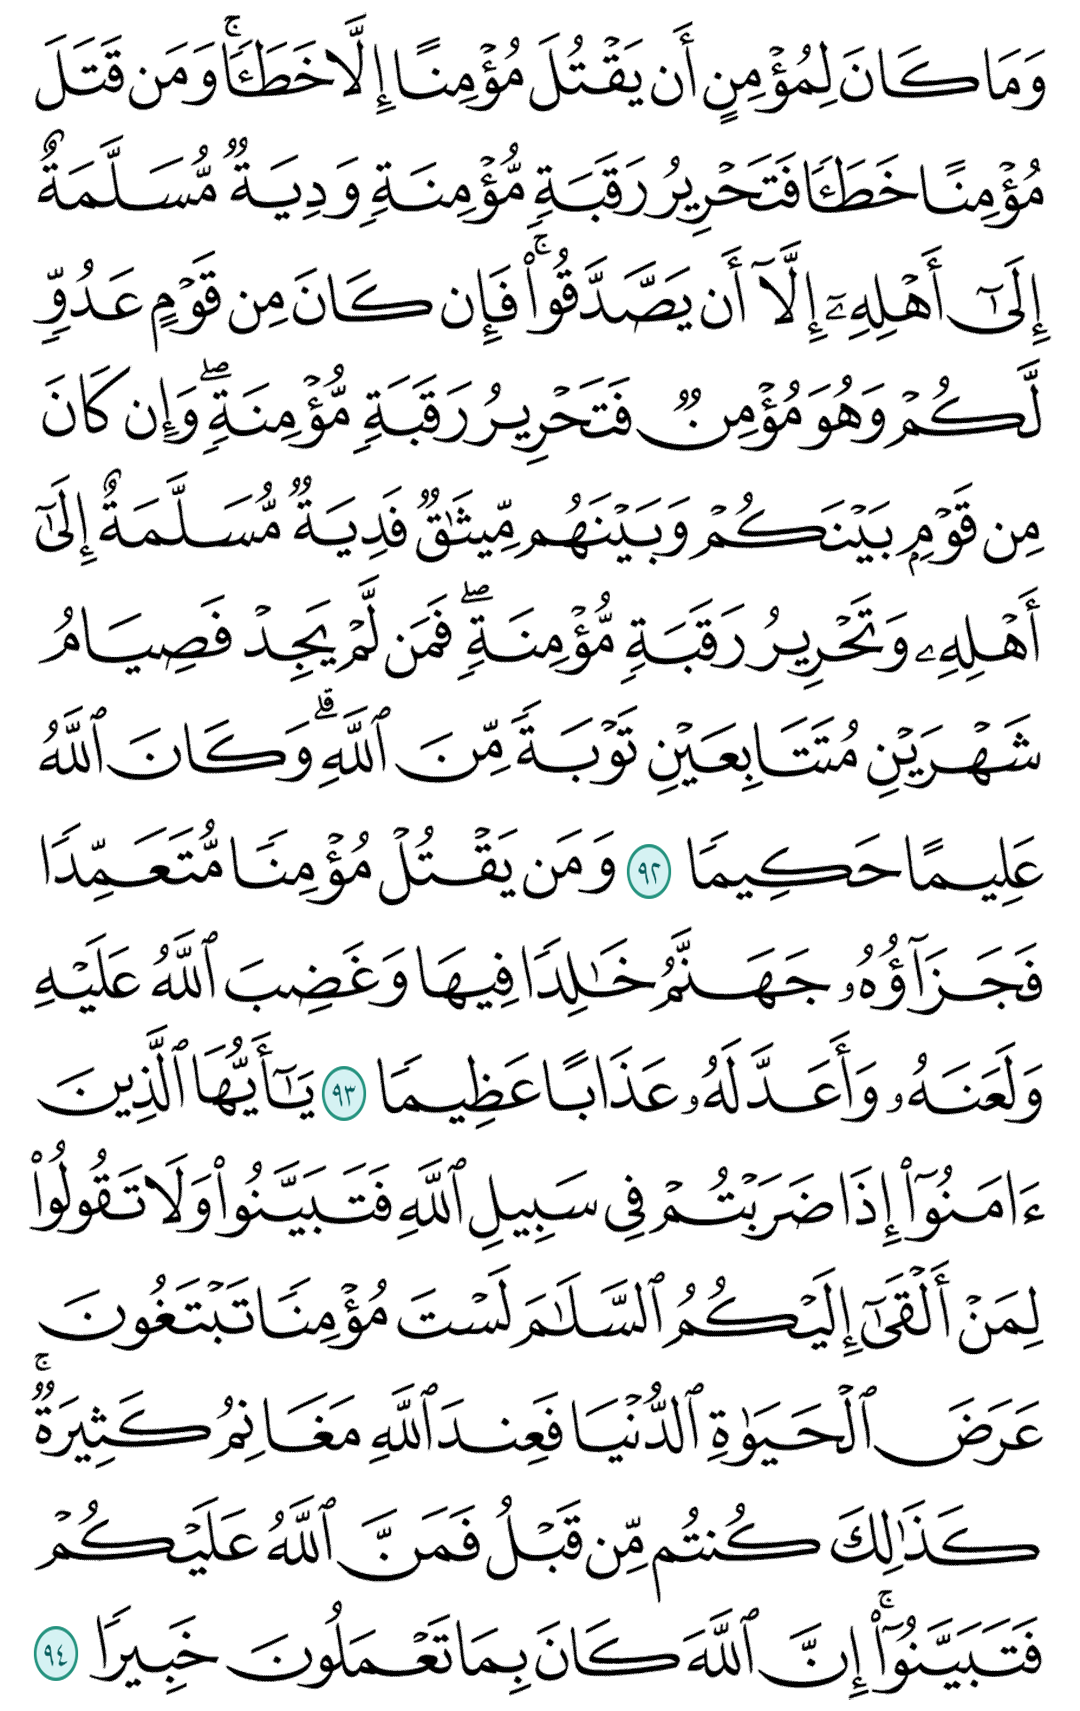 وَمَا كَانَ لِمُؤۡمِنٍ أَن يَقۡتُلَ مُؤۡمِنًا إِلَّا خَطَـٔٗاۚ وَمَن قَتَلَ
مُؤۡمِنًا خَطَـٔٗا فَتَحۡرِيرُ رَقَبَةٖ مُّؤۡمِنَةٖ وَدِيَةٞ مُّسَلَّمَةٌ
إِلَىٰٓ أَهۡلِهِۦٓ إِلَّآ أَن يَصَّدَّقُواْۚ فَإِن كَانَ مِن قَوۡمٍ عَدُوّٖ
لَّكُمۡ وَهُوَ مُؤۡمِنٞ فَتَحۡرِيرُ رَقَبَةٖ مُّؤۡمِنَةٖۖ وَإِن كَانَ
مِن قَوۡمِۭ بَيۡنَكُمۡ وَبَيۡنَهُم مِّيثَٰقٞ فَدِيَةٞ مُّسَلَّمَةٌ إِلَىٰٓ
أَهۡلِهِۦ وَتَحۡرِيرُ رَقَبَةٖ مُّؤۡمِنَةٖۖ فَمَن لَّمۡ يَجِدۡ فَصِيَامُ
شَهۡرَيۡنِ مُتَتَابِعَيۡنِ تَوۡبَةٗ مِّنَ ٱللَّهِۗ وَكَانَ ٱللَّهُ
عَلِيمًا حَكِيمٗا ٩٢ وَمَن يَقۡتُلۡ مُؤۡمِنٗا مُّتَعَمِّدٗا
فَجَزَآؤُهُۥ جَهَنَّمُ خَٰلِدٗا فِيهَا وَغَضِبَ ٱللَّهُ عَلَيۡهِ
وَلَعَنَهُۥ وَأَعَدَّ لَهُۥ عَذَابًا عَظِيمٗا ٩٣ يَٰٓأَيُّهَا ٱلَّذِينَ
ءَامَنُوٓاْ إِذَا ضَرَبۡتُمۡ فِي سَبِيلِ ٱللَّهِ فَتَبَيَّنُواْ وَلَا تَقُولُواْ
لِمَنۡ أَلۡقَىٰٓ إِلَيۡكُمُ ٱلسَّلَٰمَ لَسۡتَ مُؤۡمِنٗا تَبۡتَغُونَ
عَرَضَ ٱلۡحَيَوٰةِ ٱلدُّنۡيَا فَعِندَ ٱللَّهِ مَغَانِمُ كَثِيرَةٞۚ
كَذَٰلِكَ كُنتُم مِّن قَبۡلُ فَمَنَّ ٱللَّهُ عَلَيۡكُمۡ
فَتَبَيَّنُوٓاْۚ إِنَّ ٱللَّهَ كَانَ بِمَا تَعۡمَلُونَ خَبِيرٗا ٩٤